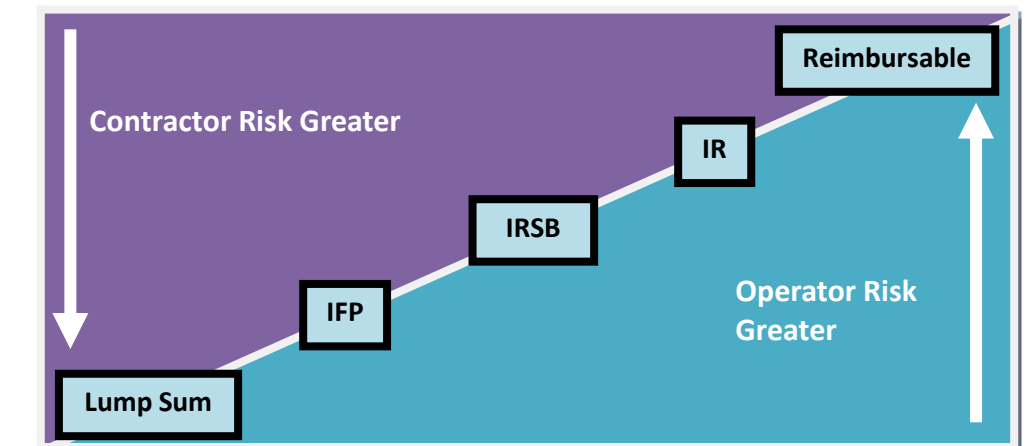 Reimbursable
Contractor Risk Greater
IR
IRSB
IFP
Operator Risk
Greater
Lump Sum